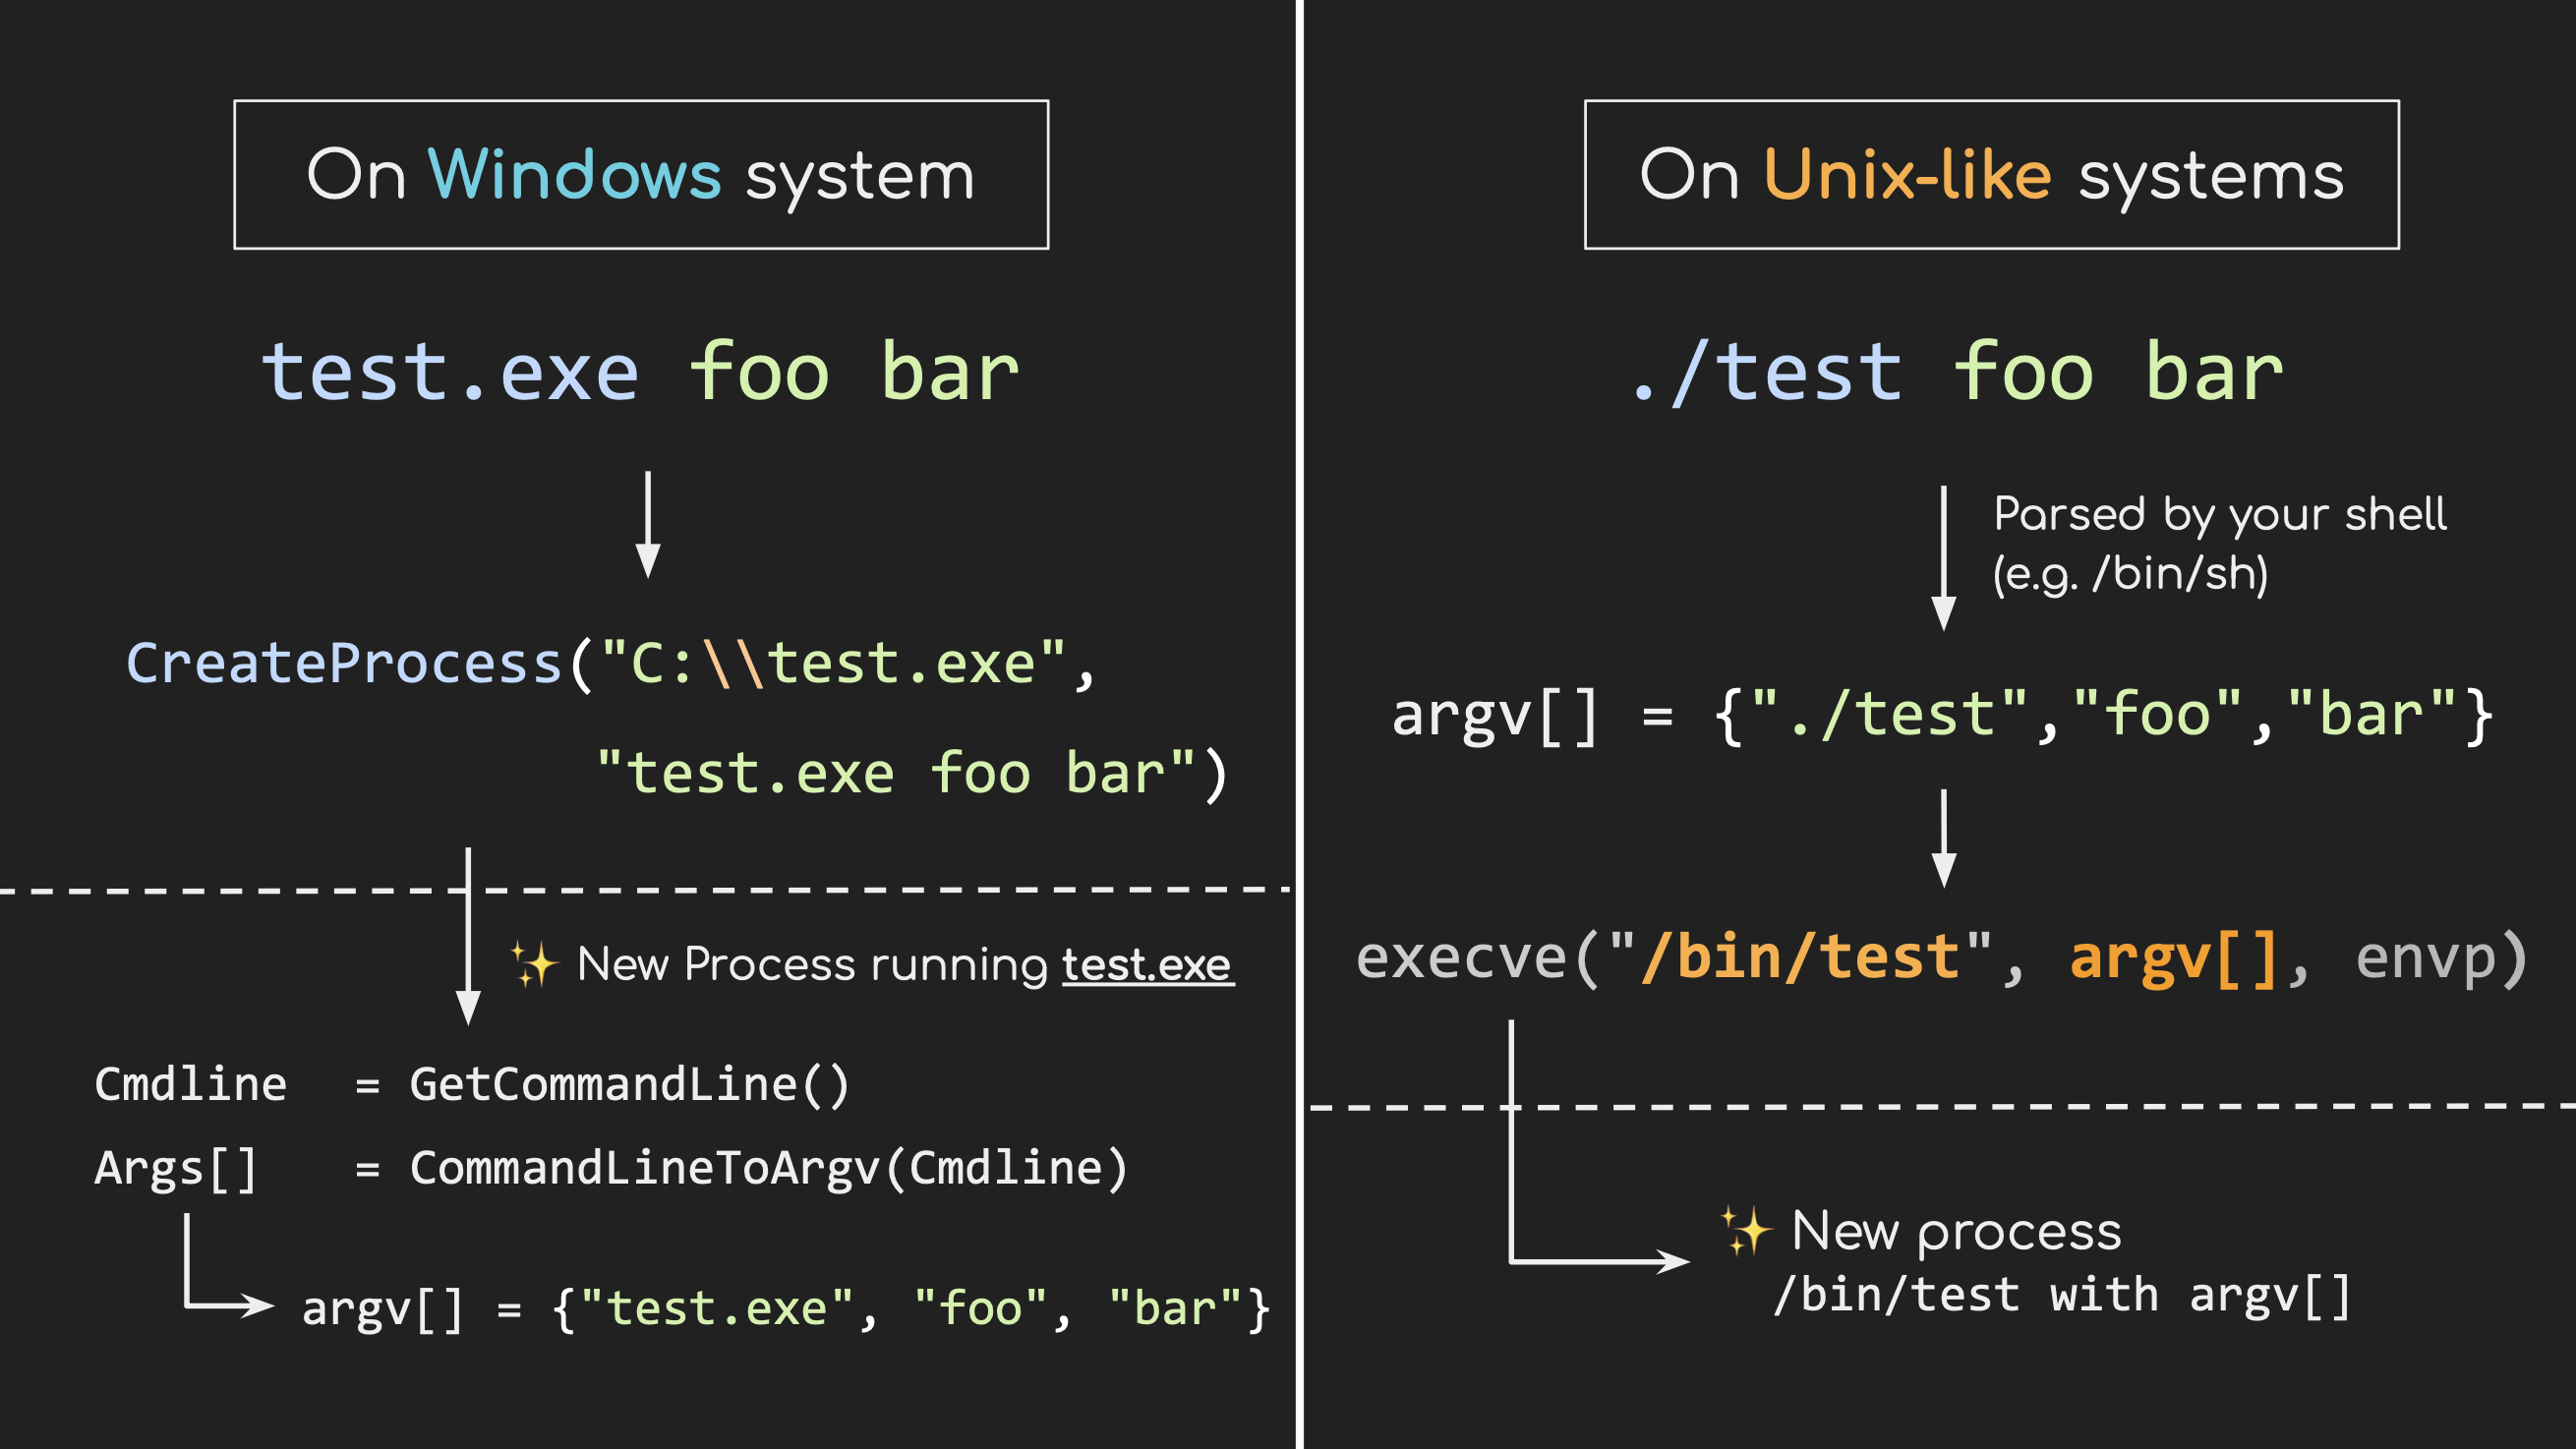 On Windows system
test.exe foo bar
CreateProcess("C:\\test.exe",
"test.exe foo bar")
✨ New Process running test.exe
Cmdline = GetCommandLine()
Args[] = CommandLineToArgv(Cmdline)
argv[] = {"test.exe", "foo", "bar"}
On Unix-like systems
./test foo bar
Parsed by your shell
(e.g. /bin/sh)
argv[] = {"./test","foo","bar"}
execve("/bin/test", argv[], envp)
✨ New process
/bin/test with argv[]